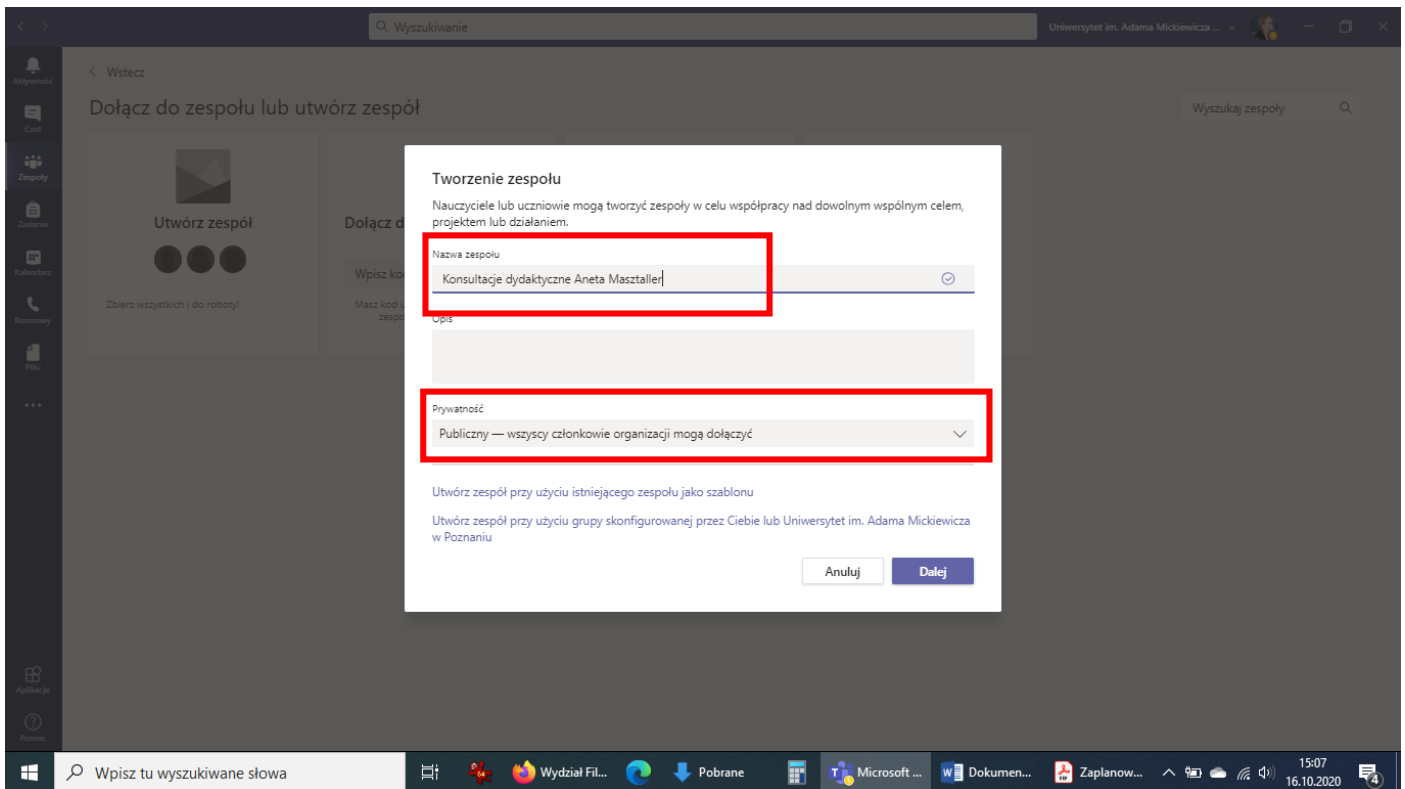 Wyszukiwanie
Uniwersytet im. Adama Mickiewicza ...
Aktywność
Czat
Zespoły
Zadania
Kalendarz
Rozmowy
Pliki
Aplikacje
Pomoc
Wstecz
Dołącz do zespołu lub utwórz zespół
Wyszukaj zespoły
Utwórz zespół
Zbierz wszystkich i do roboty!
Dołącz d
Wpisz ko
Masz kod u
zespo
Tworzenie zespołu
Nauczyciele lub uczniowie mogą tworzyć zespoły w celu współpracy nad dowolnym wspólnym celem,
projektem lub działaniem.
Nazwa zespołu
Konsultacje dydaktyczne Aneta Masztaller
Opis
Prywatność
Publiczny — wszyscy członkowie organizacji mogą dołączyć
Utwórz zespół przy użyciu istniejącego zespołu jako szablonu
Utwórz zespół przy użyciu grupy skonfigurowanej przez Ciebie lub Uniwersytet im. Adama Mickiewicza
w Poznaniu
Anuluj
Dalej
Wpisz tu wyszukiwane słowa
Wydział Fil...
Pobrane
Microsoft ...
Dokumen...
Zaplanow...
15:07
16.10.2020
4